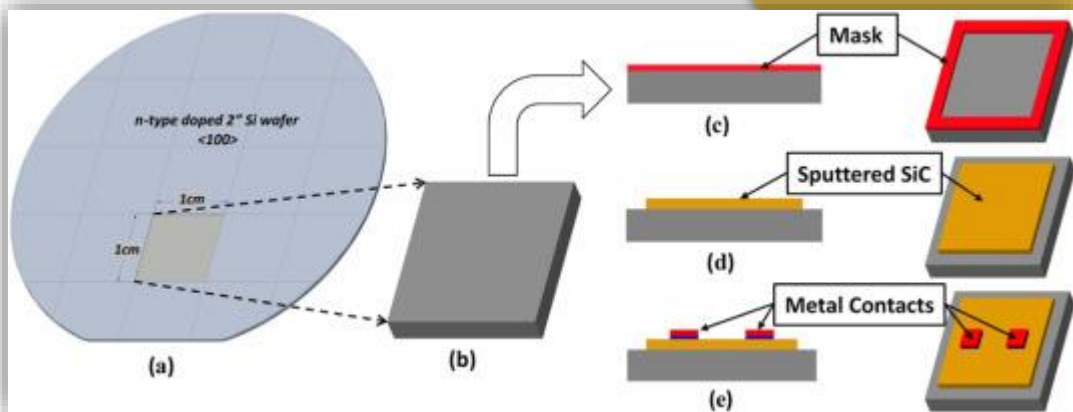 n-type doped 2" Si wafer
<100>
1cm
1cm
(a)
(b)
Mask
(c)
Sputtered SiC
(d)
Metal Contacts
(e)